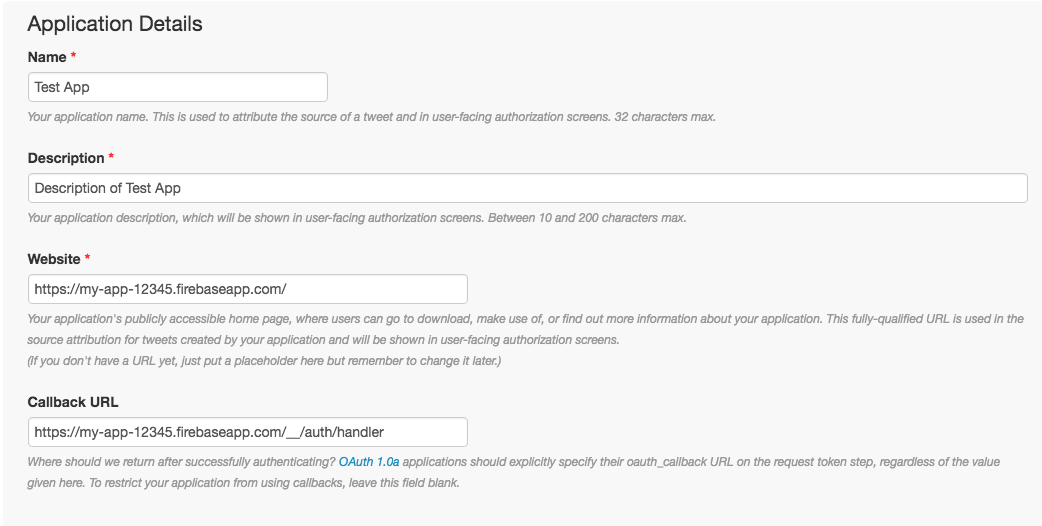 Application Details
Name *
Test App
Your application name. This is used to attribute the source of a tweet and in user-facing authorization screens. 32 characters max.
Description *
Description of Test App
Your application description, which will be shown in user-facing authorization screens. Between 10 and 200 characters max.
Website *
https://my-app-12345.firebaseapp.com/
Your application's publicly accessible home page, where users can go to download, make use of, or find out more information about your application. This fully-qualified URL is used in the
source attribution for tweets created by your application and will be shown in user-facing authorization screens.
(If you don't have a URL yet, just put a placeholder here but remember to change it later.)
Callback URL
https://my-app-12345.firebaseapp.com/__/auth/handler
Where should we return after successfully authenticating? OAuth 1.0a applications should explicitly specify their oauth_callback URL on the request token step, regardless of the value
given here. To restrict your application from using callbacks, leave this field blank.